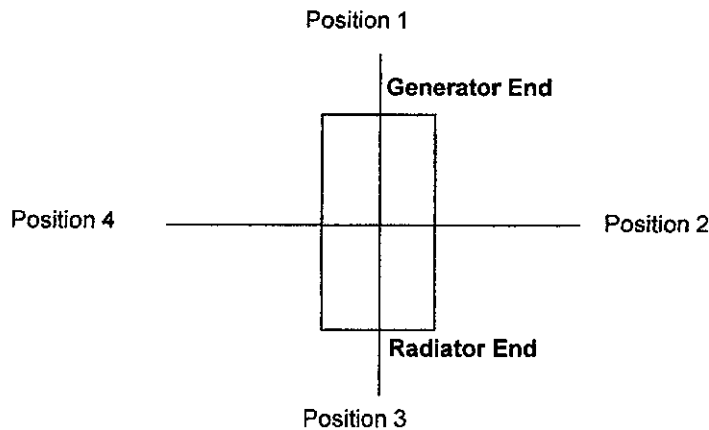 Position 1
Generator End
Position 4
Position 2
Radiator End
Position 3